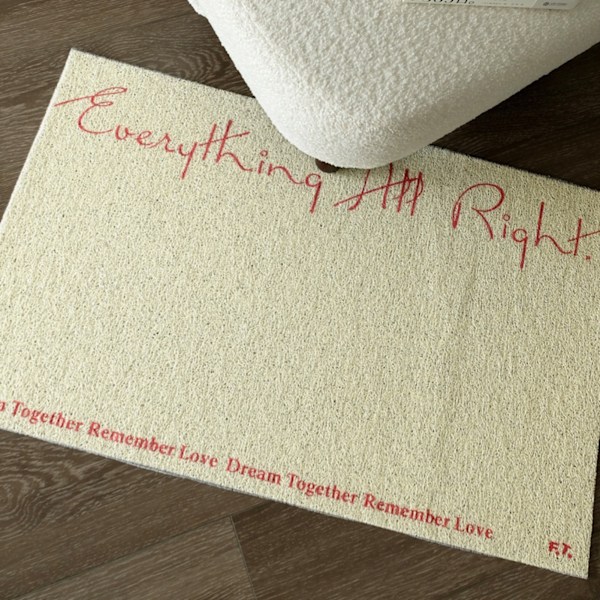 Everything All Right.
Together Remember Love Dream Together Remember Love
F.T.